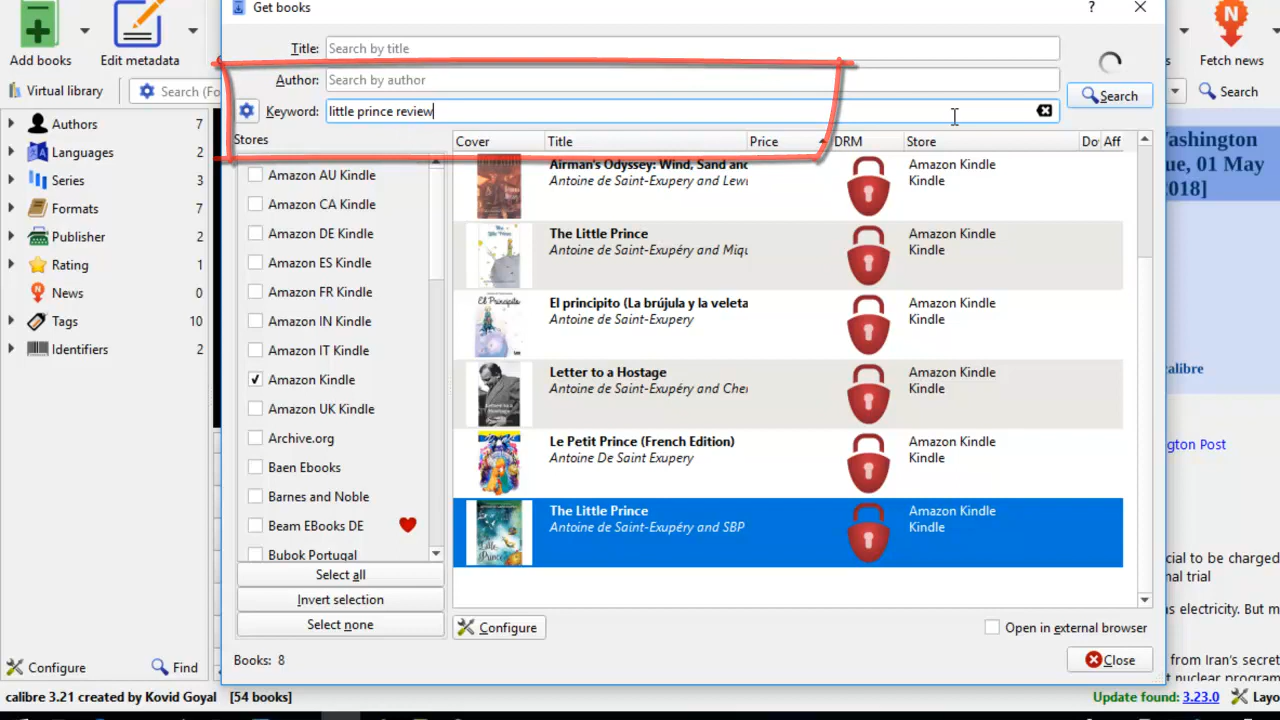 Get books
?
Add books
Edit metadata
Fetch news
Title:
Search by title
Author:
Search by author
Keyword:
little prince review
Search
Virtual library
Search (Fo
Search
Stores
Cover
Title
Price
DRM
Store
Do
Aff
Authors
7
Languages
2
Series
3
Formats
7
Publisher
2
Rating
1
News
0
Tags
10
Identifiers
2
Amazon AU Kindle
Amazon CA Kindle
Amazon DE Kindle
Amazon ES Kindle
Amazon FR Kindle
Amazon IN Kindle
Amazon IT Kindle
Amazon Kindle
Amazon UK Kindle
Archive.org
Baen Ebooks
Barnes and Noble
Beam EBooks DE
Bubok Portugal
Select all
Invert selection
Select none
Airman's Odyssey: Wind, Sand and
Antoine de Saint-Exupery and Lewi
Amazon Kindle
Kindle
The Little Prince
Antoine de Saint-Exupéry and Miqu
Amazon Kindle
Kindle
El principito (La brújula y la veleta
Antoine de Saint-Exupery
Amazon Kindle
Kindle
Letter to a Hostage
Antoine de Saint-Exupéry and Cher
Amazon Kindle
Kindle
Le Petit Prince (French Edition)
Antoine De Saint Exupery
Amazon Kindle
Kindle
The Little Prince
Antoine de Saint-Exupéry and SBP
Amazon Kindle
Kindle
Configure
Open in external browser
Books: 8
Close
Configure
Find
calibre 3.21 created by Kovid Goyal [54 books]
Update found: 3.23.0
Layo
ashington
ue, 01 May
2018]
calibre
gton Post
cial to be charged
nal trial
s electricity. But m
from Iran's secret
t nuclear program